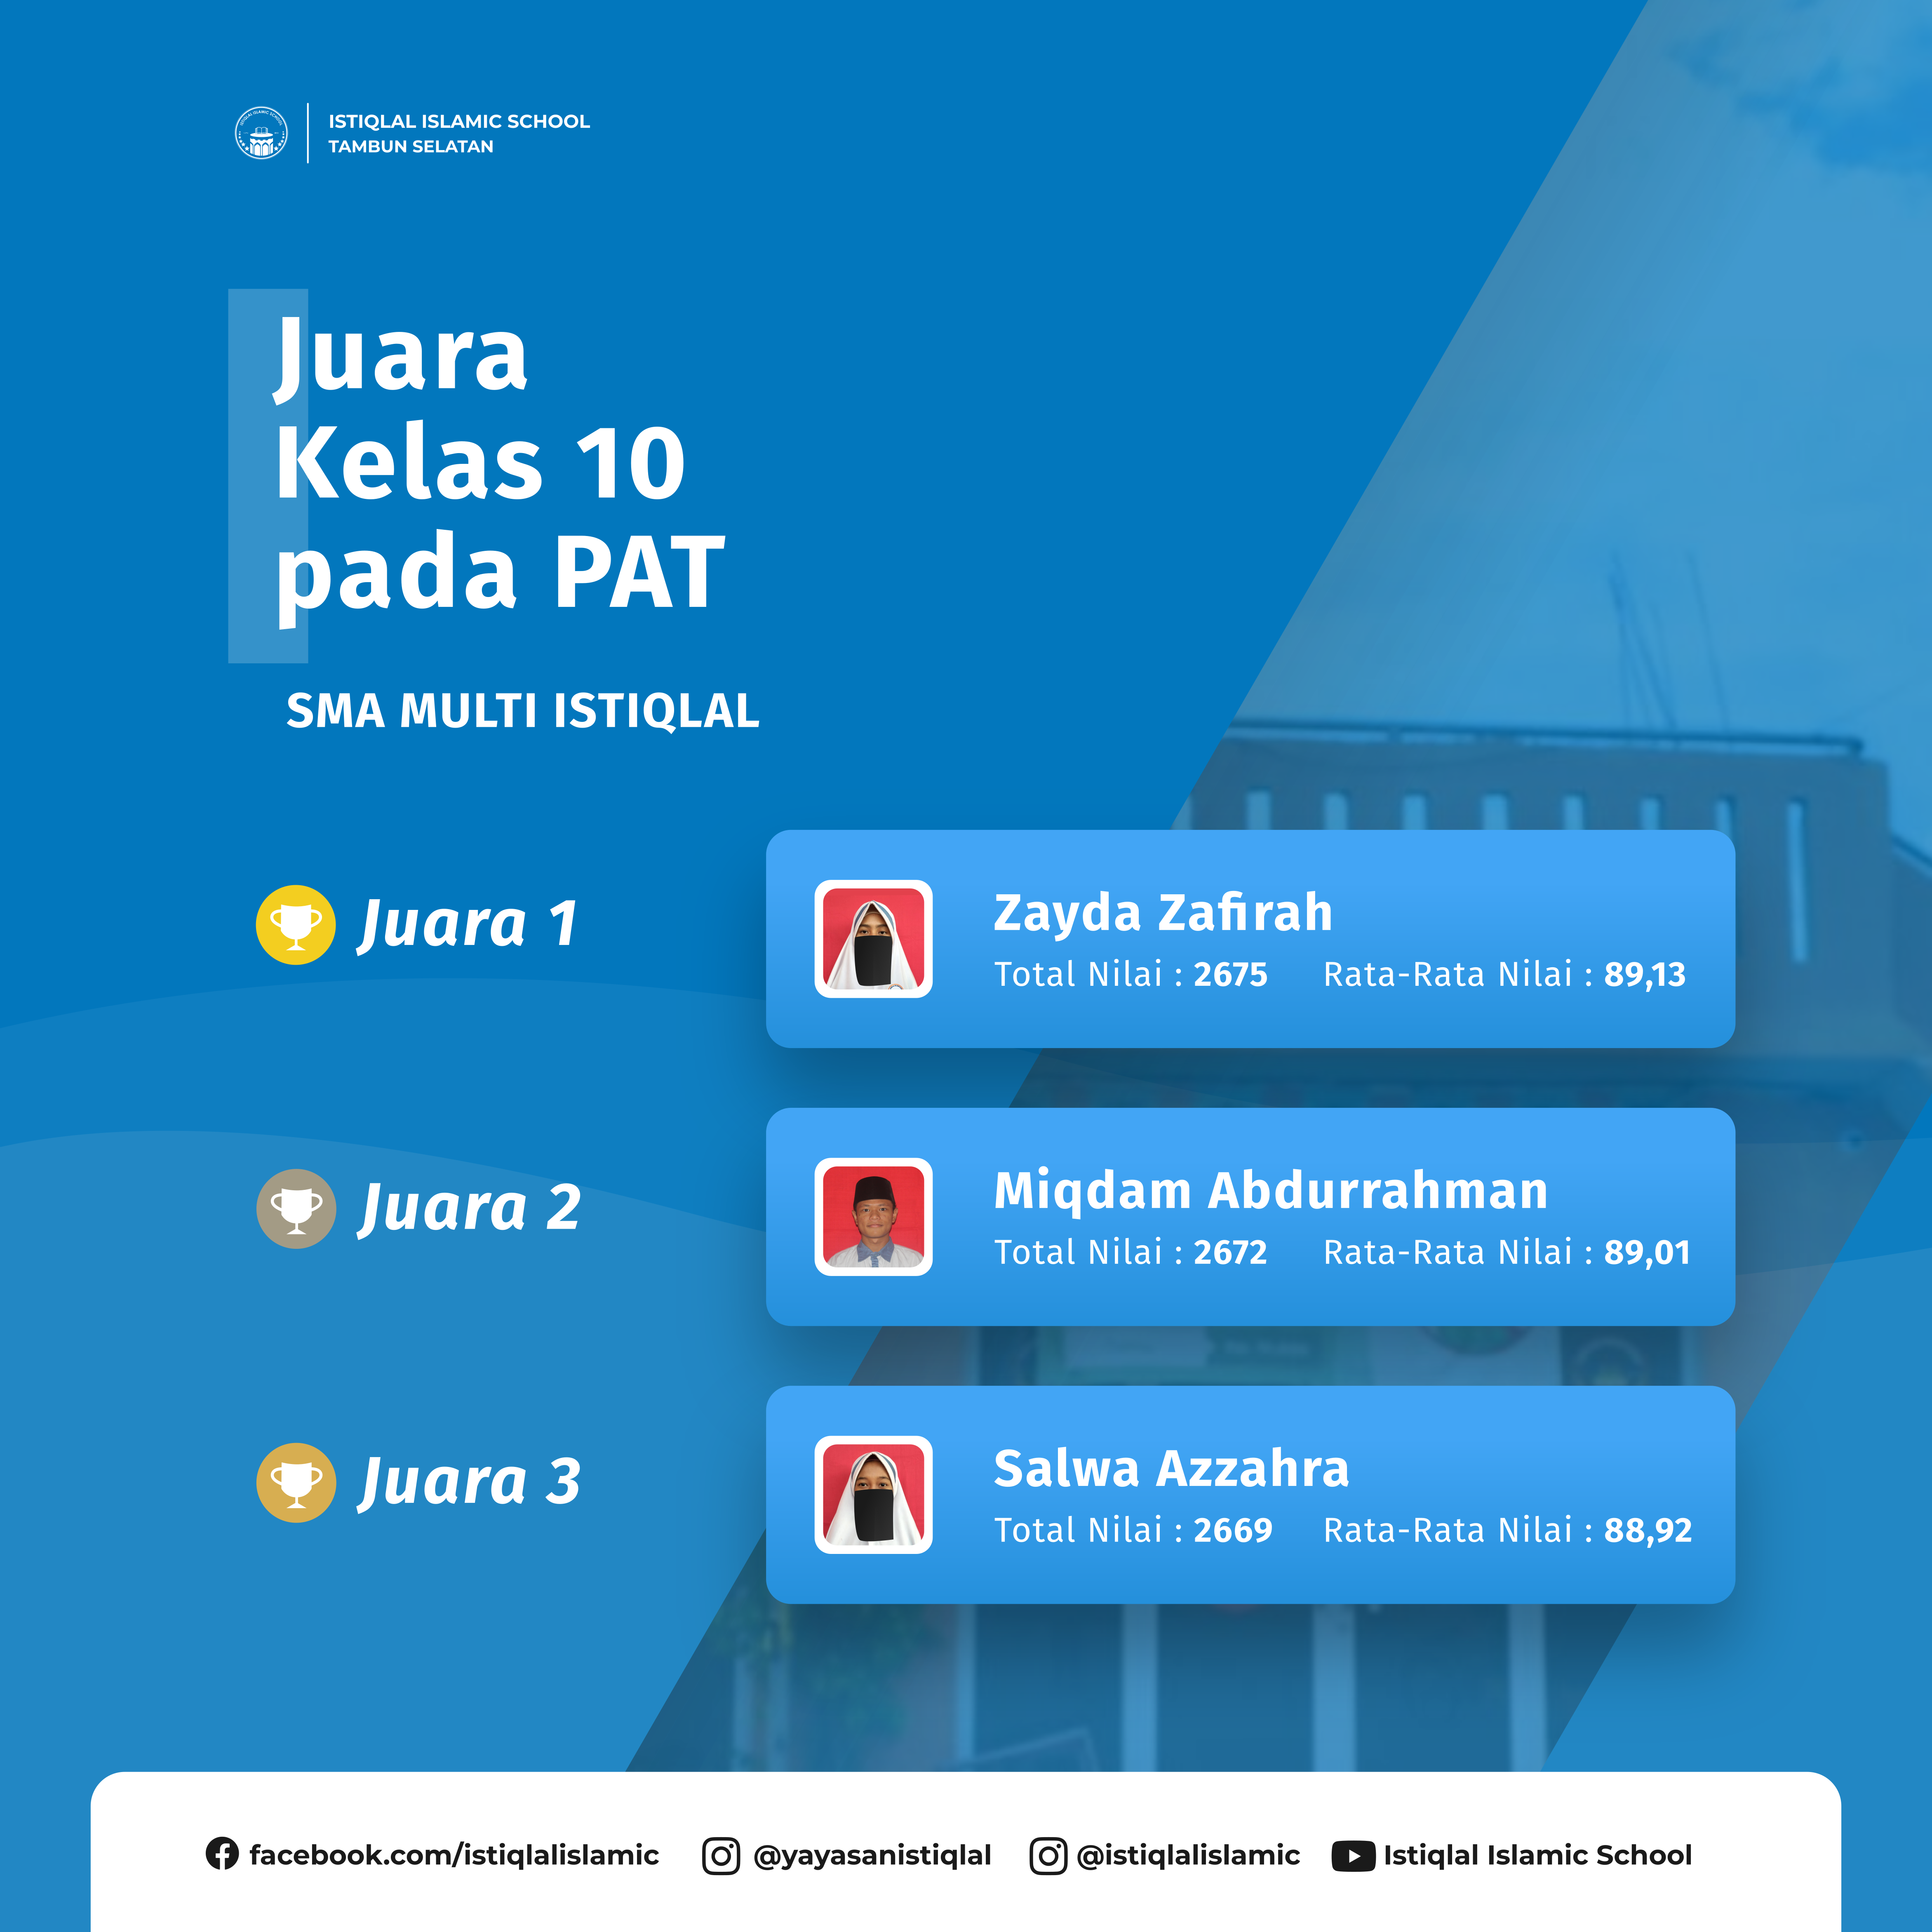 ISTIQLAL ISLAMIC SCHOOL
ISTIQLAL ISLAMIC SCHOOL
TAMBUN SELATAN
Juara
Kelas 10
pada PAT
SMA MULTI ISTIQLAL
Juara 1
Zayda Zafirah
Total Nilai : 2675 Rata-Rata Nilai : 89,13
Juara 2
Miqdam Abdurrahman
Total Nilai : 2672 Rata-Rata Nilai : 89,01
Juara 3
Salwa Azzahra
Total Nilai : 2669 Rata-Rata Nilai : 88,92
facebook.com/istiqlalislamic @yayasanistiqlal @istiqlalislamic Istiqlal Islamic School